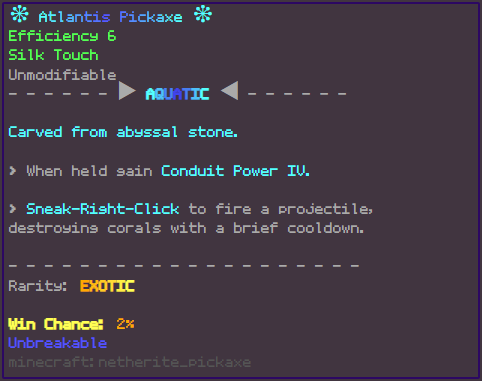 ❊ Atlantis Pickaxe ❊
Efficiency 6
Silk Touch
Unmodifiable
- - - - - - ▶ AQUATIC ◀ - - - - - -
Carved from abyssal stone.
> When held gain Conduit Power IV.
> Sneak-Right-Click to fire a projectile,
destroying corals with a brief cooldown.
- - - - - - - - - - - - - - - - - - - - -
Rarity: EXOTIC
Win Chance: 2%
Unbreakable
minecraft:netherite_pickaxe